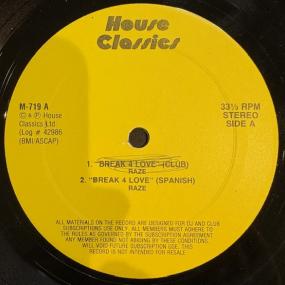 House
Classics
M-719 A
© & ℗ House
Classics Ltd
(Log # 42986
(BMI/ASCAP)
33⅓ RPM
STEREO
SIDE A
1. "BREAK 4 LOVE" (CLUB)
RAZE
2. "BREAK 4 LOVE" (SPANISH)
RAZE
ALL MATERIALS ON THE RECORD ARE DESIGNED FOR DJ AND CLUB
SUBSCRIPTIONS USE ONLY. ALL MEMBERS MUST ADHERE TO
THE RULES AS GOVERNED BY THE SUBSCRIPTION AGREEMENT
ANY MEMBER FOUND NOT ABIDING BY THESE CONDITIONS.
WILL VOID FUTURE SUBSCRIPTION USE. THIS
RECORD IS NOT INTENDED FOR RESALE